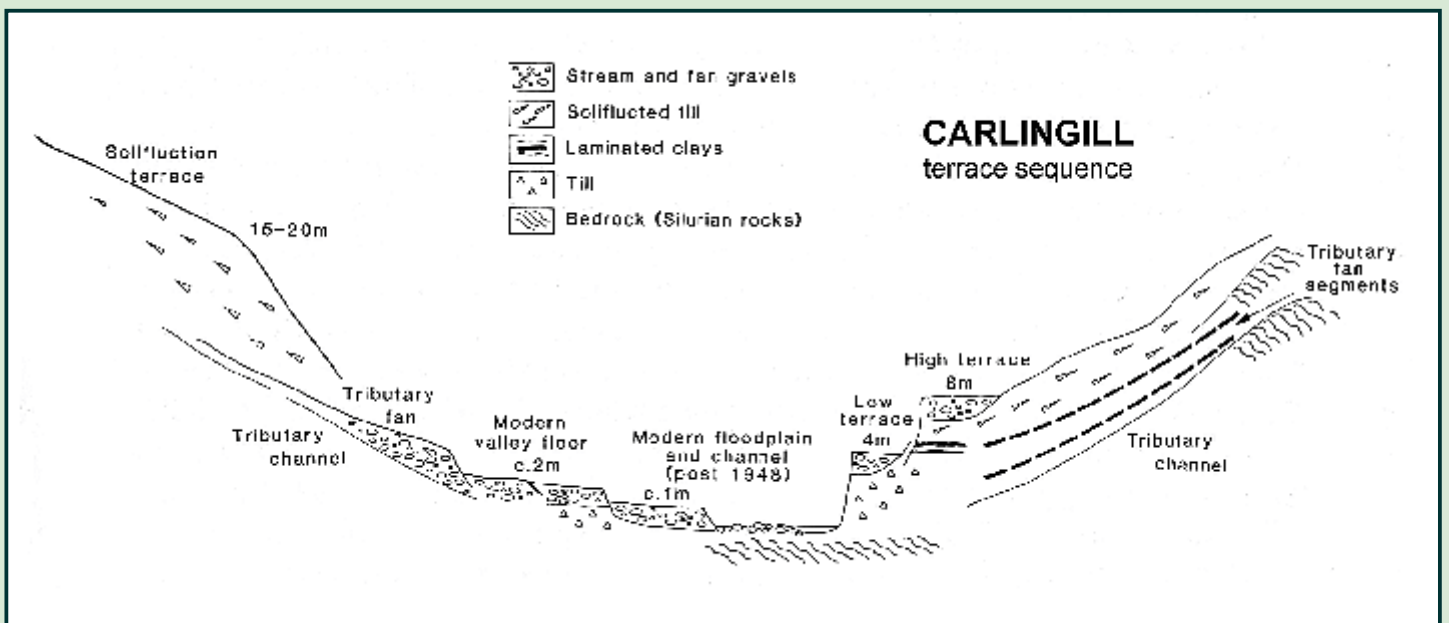 Stream and fan gravels
Soliflucted till
Laminated clays
Till
Bedrock (Silurian rocks)
CARLINGILL
terrace sequence
Solifluction
terrace
15-20m
Tributary
fan segments
High terrace
8m
Low
terrace
4m
Tributary
fan
Tributary
channel
Modern
valley floor
c.2m
Modern floodplain
and channel
(post 1948)
c.1m
Tributary
channel